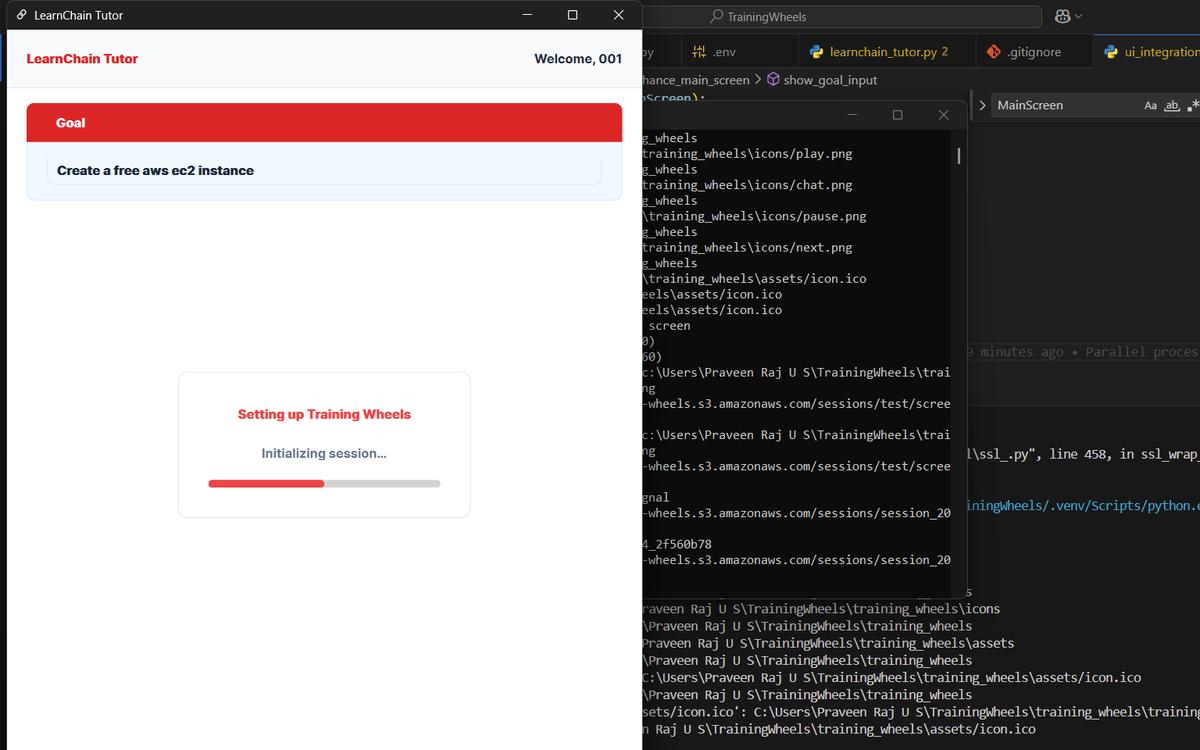 LearnChain Tutor
LearnChain Tutor
Welcome, 001
Goal
Create a free aws ec2 instance
Setting up Training Wheels
Initializing session...
TrainingWheels
py
.env
learnchain_tutor.py 2
.gitignore
ui_integration
hance_main_screen > show_goal_input
MainScreen
Aa
ab
g_wheels
training_wheels\icons/play.png
g_wheels
training_wheels\icons/chat.png
g_wheels
\training_wheels\icons/pause.png
g_wheels
training_wheels\icons/next.png
g_wheels
\training_wheels\assets/icon.ico
eels\assets/icon.ico
eels\assets/icon.ico
screen
0)
60)
c:\Users\Praveen Raj U S\TrainingWheels\trai
ng
-wheels.s3.amazonaws.com/sessions/test/scree
c:\Users\Praveen Raj U S\TrainingWheels\trai
ng
-wheels.s3.amazonaws.com/sessions/test/scree
gnal
-wheels.s3.amazonaws.com/sessions/session_20
4_2f560b78
-wheels.s3.amazonaws.com/sessions/session_20
9 minutes ago • Parallel proces
l\ssl_.py", line 458, in ssl_wrap_
iningWheels/.venv/Scripts/python.e
raveen Raj U S\TrainingWheels\training_wheels\icons
\Praveen Raj U S\TrainingWheels\training_wheels
Praveen Raj U S\TrainingWheels\training_wheels\assets
\Praveen Raj U S\TrainingWheels\training_wheels
C:\Users\Praveen Raj U S\TrainingWheels\training_wheels\assets/icon.ico
\Praveen Raj U S\TrainingWheels\training_wheels
sets/icon.ico': C:\Users\Praveen Raj U S\TrainingWheels\training_wheels\training
n Raj U S\TrainingWheels\training_wheels\assets/icon.ico